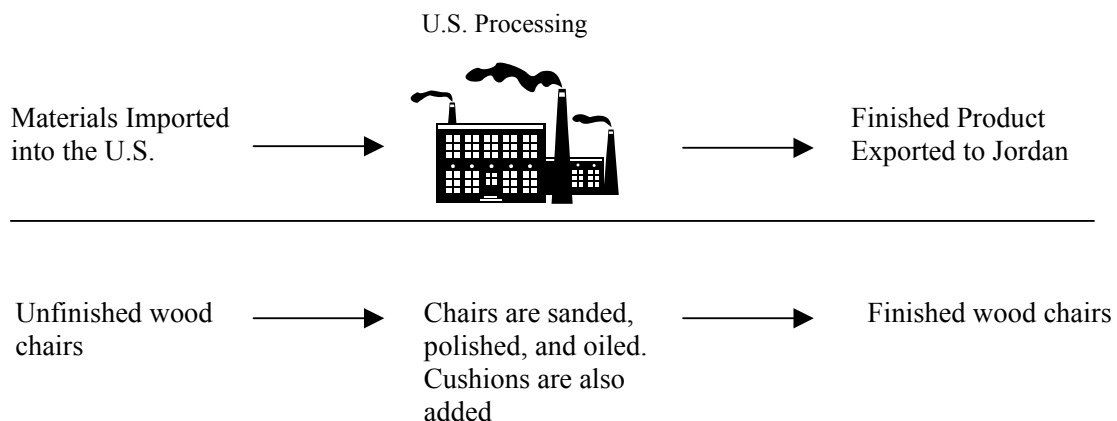 U.S. Processing
Materials Imported
into the U.S.
Finished Product
Exported to Jordan
Unfinished wood
chairs
Chairs are sanded,
polished, and oiled.
Cushions are also
added
Finished wood chairs